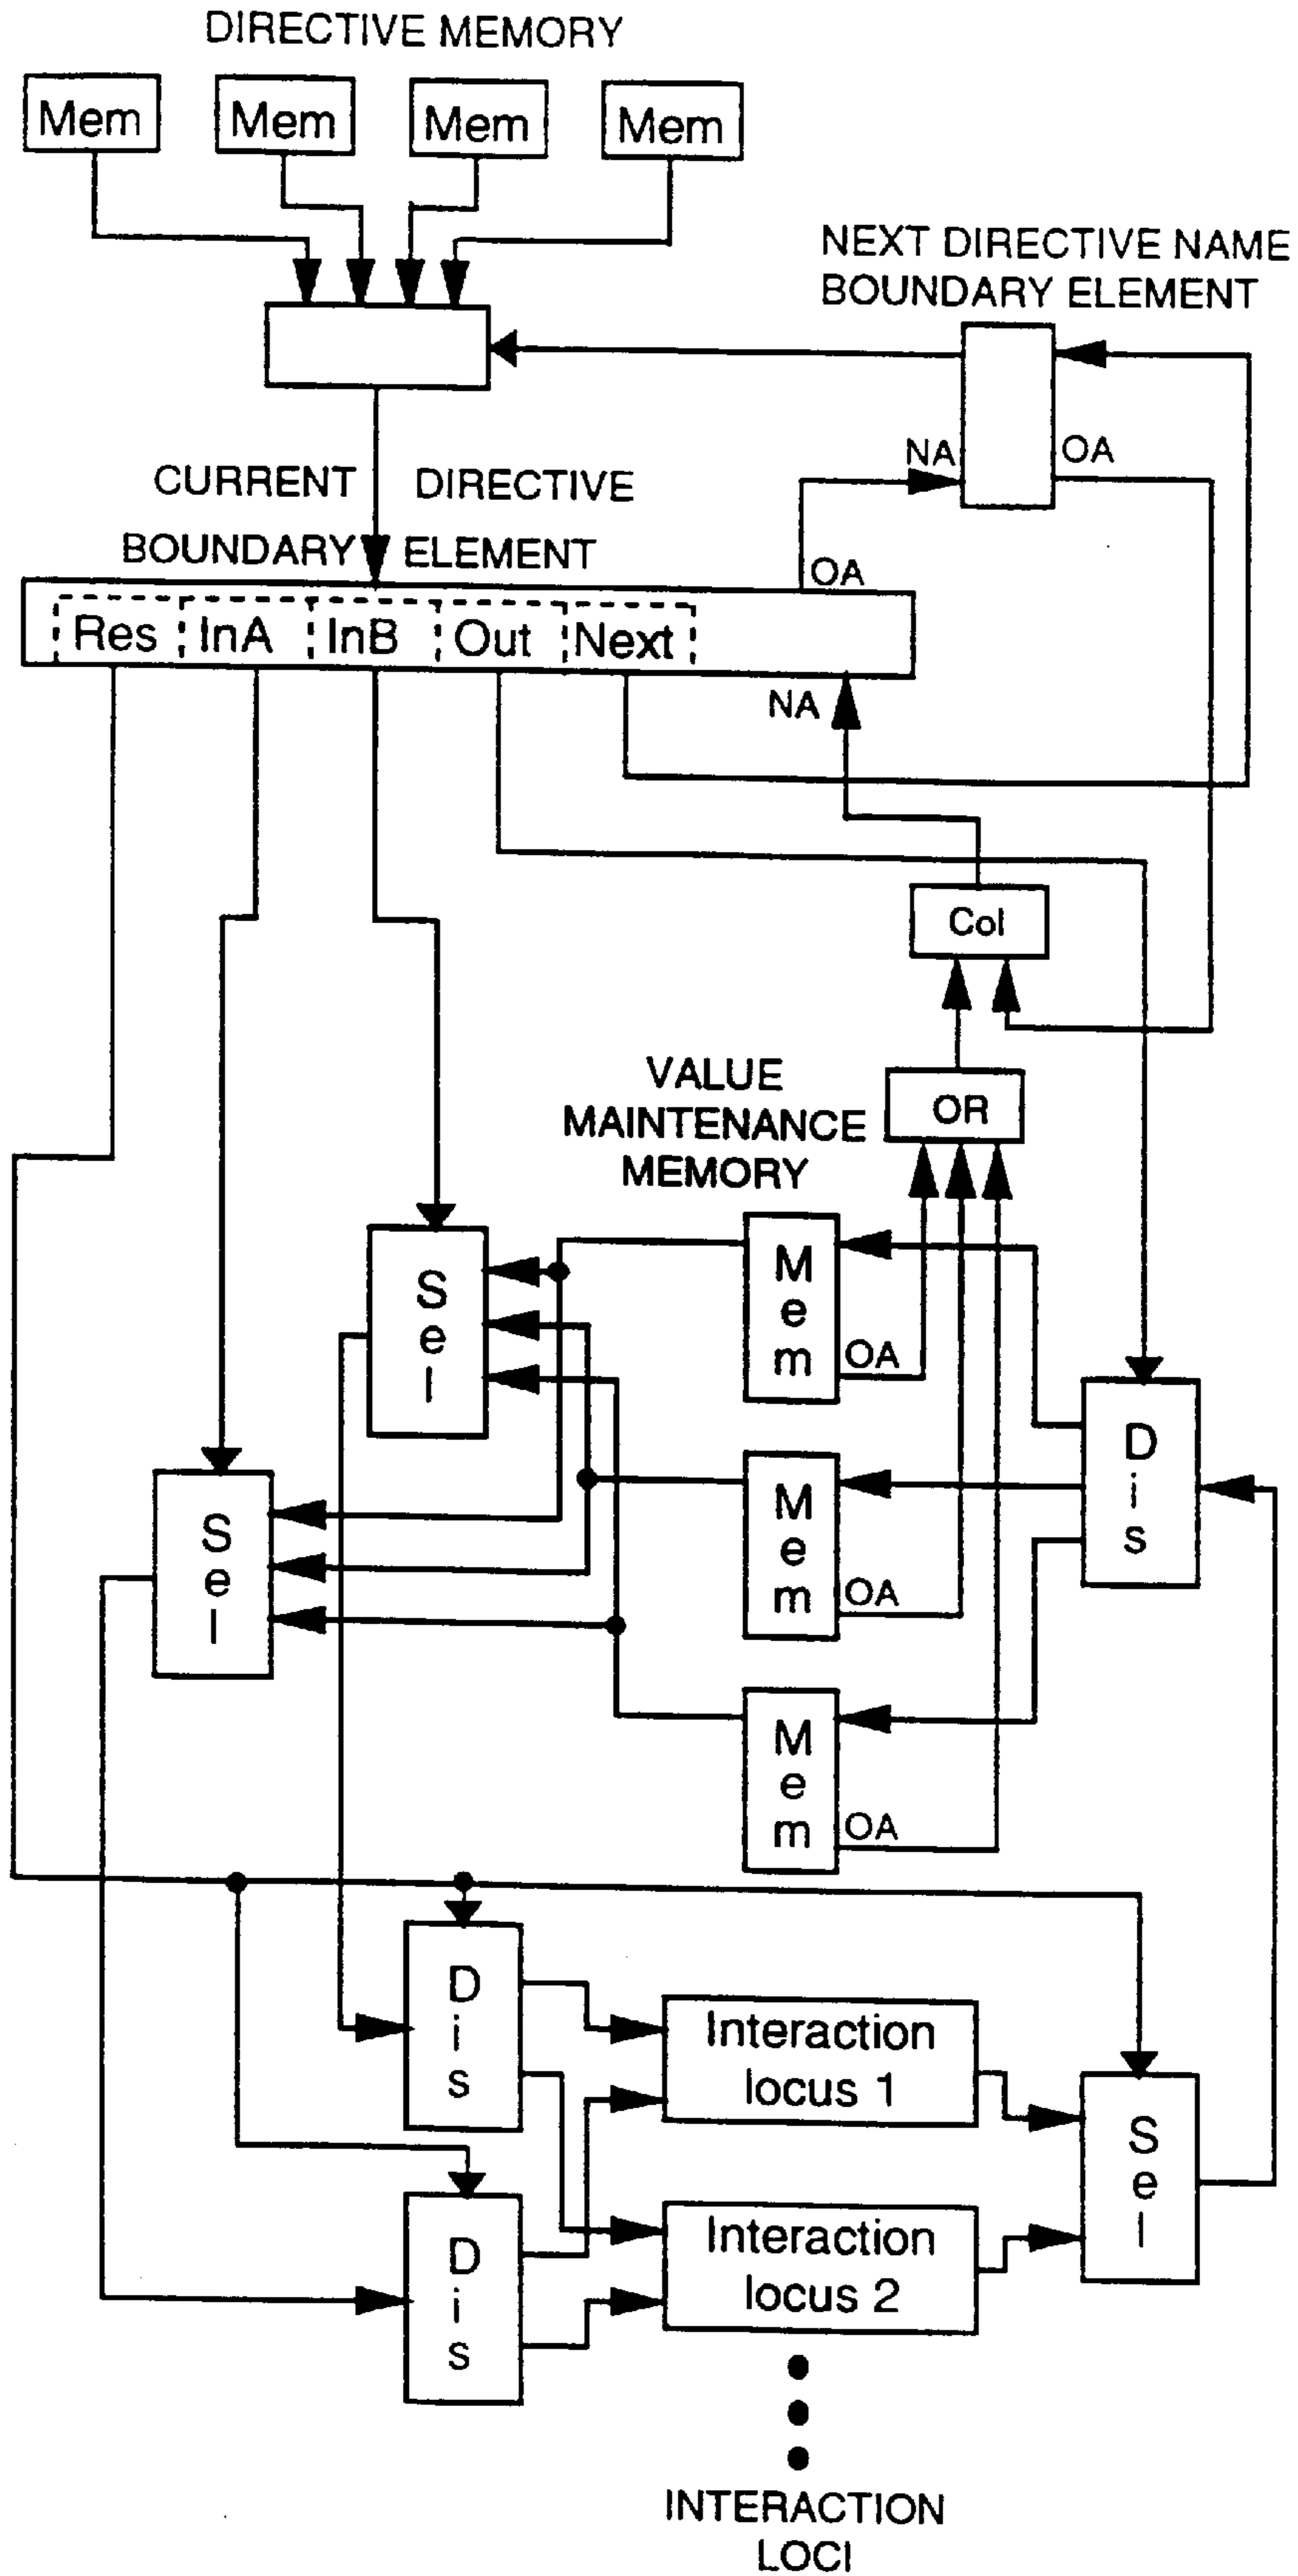 DIRECTIVE MEMORY
Mem Mem Mem Mem
NEXT DIRECTIVE NAME
BOUNDARY ELEMENT
NA
OA
CURRENT DIRECTIVE
BOUNDARY ELEMENT
OA
Res InA InB Out Next
NA
Col
VALUE
MAINTENANCE
MEMORY
OR
Sel
Mem
OA
Dis
Sel
Mem
OA
Mem
OA
Dis
Interaction
locus 1
Sel
Dis
Interaction
locus 2
INTERACTION
LOCI